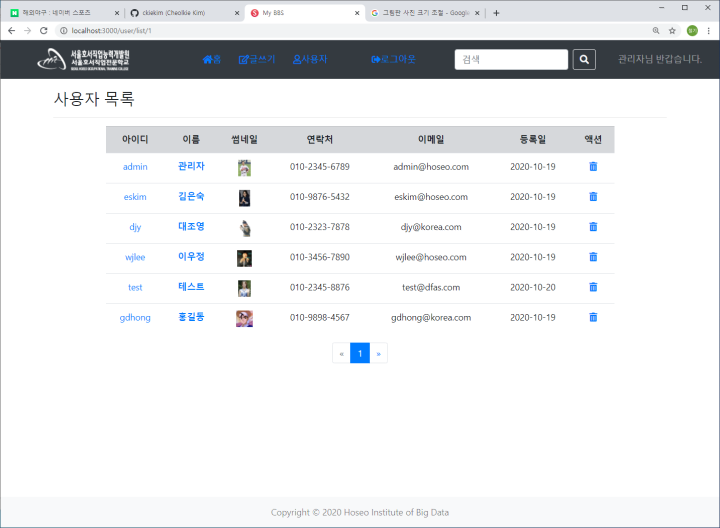 해외야구 : 네이버 스포츠
ckiekim (Cheolkie Kim)
My BBS
그림판 사진 크기 조절 - Google
localhost:3000/user/list/1
서울호서직업능력개발원
서울호서직업전문학교
홈
글쓰기
사용자
로그아웃
검색
관리자님 반갑습니다.
사용자 목록
아이디 이름 썸네일 연락처 이메일 등록일 액션
admin 관리자 010-2345-6789 admin@hoseo.com 2020-10-19
eskim 김은숙 010-9876-5432 eskim@hoseo.com 2020-10-19
djy 대조영 010-2323-7878 djy@korea.com 2020-10-19
wjlee 이우정 010-3456-7890 wjlee@hoseo.com 2020-10-19
test 테스트 010-2345-8876 test@dfas.com 2020-10-20
gdhong 홍길동 010-9898-4567 gdhong@korea.com 2020-10-19
« 1 »
Copyright © 2020 Hoseo Institute of Big Data